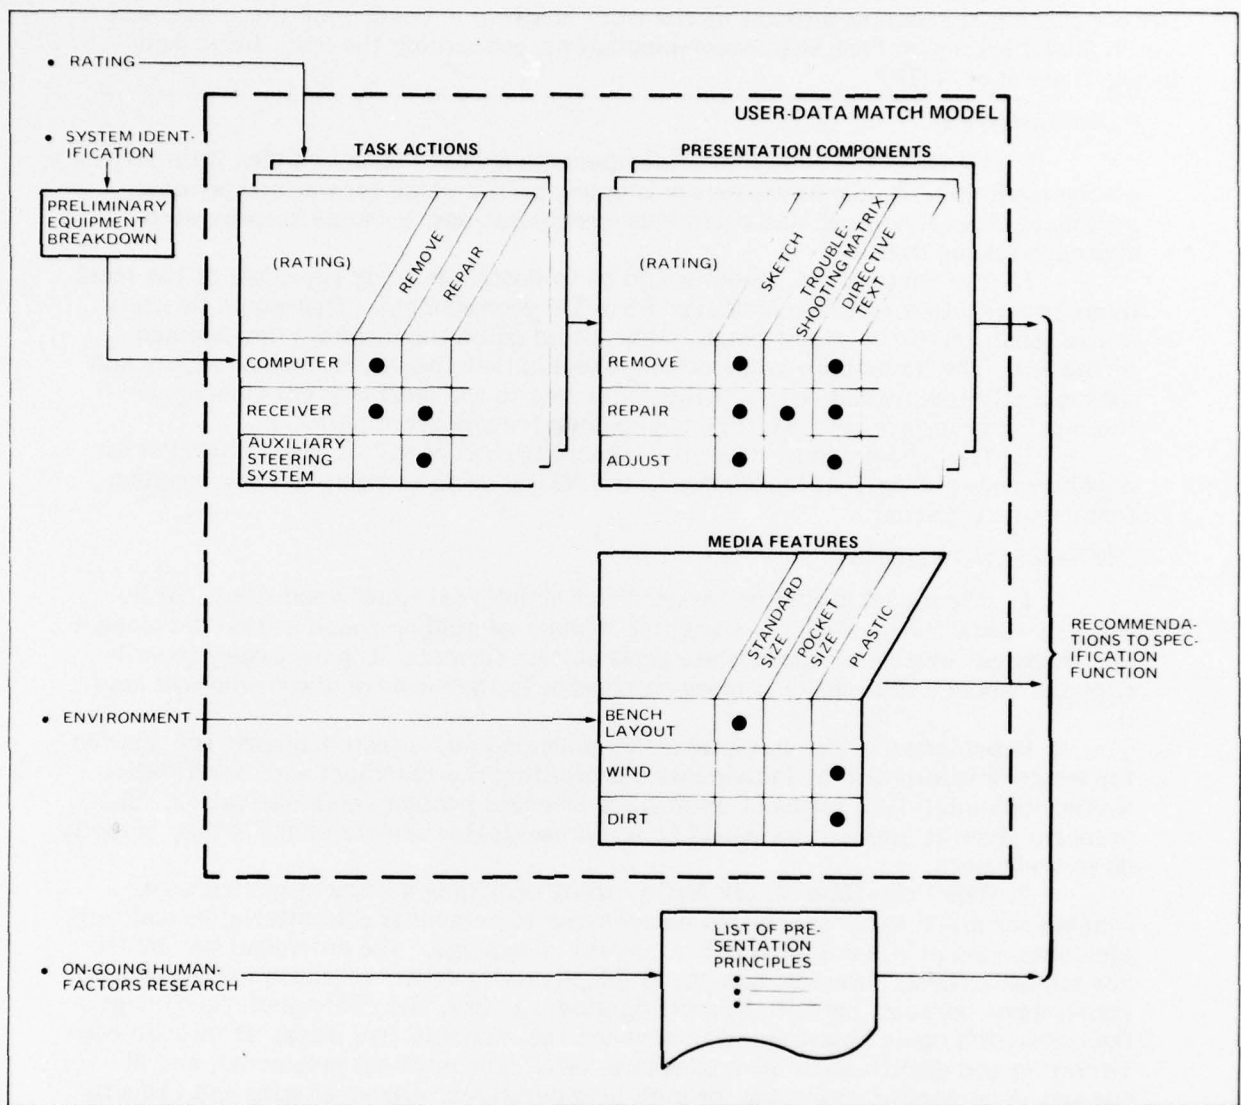 • RATING
USER-DATA MATCH MODEL
• SYSTEM IDENT-
IFICATION
PRELIMINARY
EQUIPMENT
BREAKDOWN
TASK ACTIONS
(RATING)
REMOVE
REPAIR
COMPUTER
RECEIVER
AUXILIARY
STEERING
SYSTEM
PRESENTATION COMPONENTS
(RATING)
SKETCH
TROUBLE-
SHOOTING MATRIX
DIRECTIVE
TEXT
REMOVE
REPAIR
ADJUST
MEDIA FEATURES
STANDARD
SIZE
POCKET
SIZE
PLASTIC
• ENVIRONMENT
BENCH
LAYOUT
WIND
DIRT
RECOMMENDA-
TIONS TO SPEC-
IFICATION
FUNCTION
• ON-GOING HUMAN-
FACTORS RESEARCH
LIST OF PRE-
SENTATION
PRINCIPLES